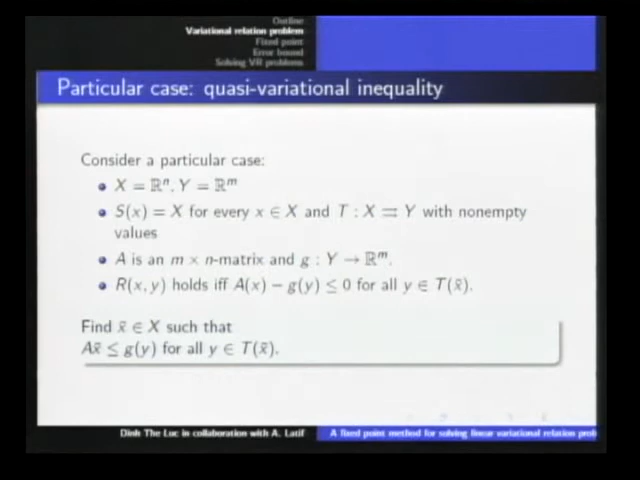 Outline
Variational relation problem
Fixed point
Error bound
Solving VR problems
Particular case: quasi-variational inequality
Consider a particular case:
X = ℝⁿ, Y = ℝᵐ
S(x) = X for every x ∈ X and T : X ⇉ Y with nonempty
values
A is an m × n-matrix and g : Y → ℝᵐ.
R(x, y) holds iff A(x) − g(y) ≤ 0 for all y ∈ T(x̄).
Find x̄ ∈ X such that
Ax̄ ≤ g(y) for all y ∈ T(x̄).
Dinh The Luc in collaboration with A. Latif
A fixed point method for solving linear variational relation prob